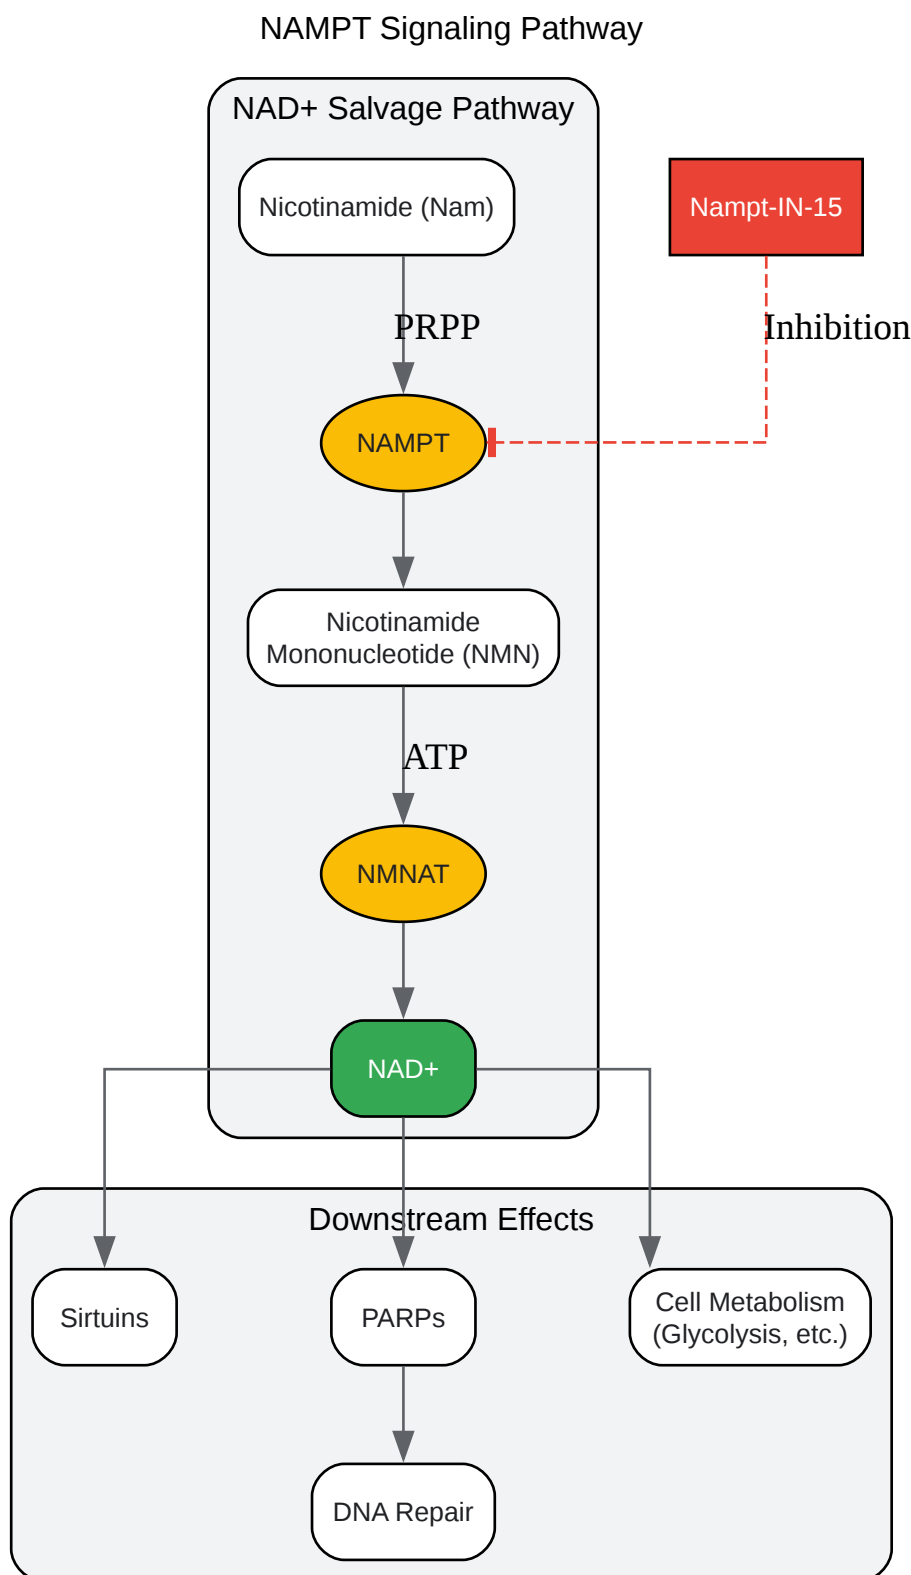 NAMPT Signaling Pathway
NAD+ Salvage Pathway
Nicotinamide (Nam)
Nampt-IN-15
PRPP
Inhibition
NAMPT
Nicotinamide
Mononucleotide (NMN)
ATP
NMNAT
NAD+
Downstream Effects
Sirtuins
PARPs
Cell Metabolism
(Glycolysis, etc.)
DNA Repair